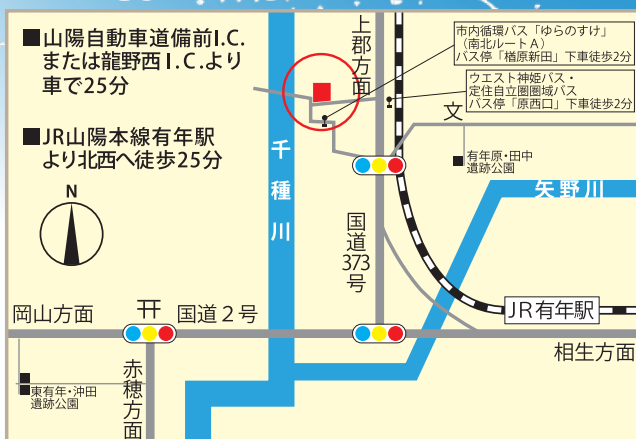 ■山陽自動車道備前I.C.
または龍野西I.C.より
車で25分
■JR山陽本線有年駅
より北西へ徒歩25分
N
上郡方面
市内循環バス「ゆらのすけ」
（南北ルートA）
バス停「楢原新田」下車徒歩2分
ウエスト神姫バス・
定住自立圏圏域バス
バス停「原西口」下車徒歩2分
文
有年原・田中
遺跡公園
千種川
矢野川
国道373号
JR有年駅
岡山方面
国道2号
相生方面
赤穂方面
東有年・沖田
遺跡公園